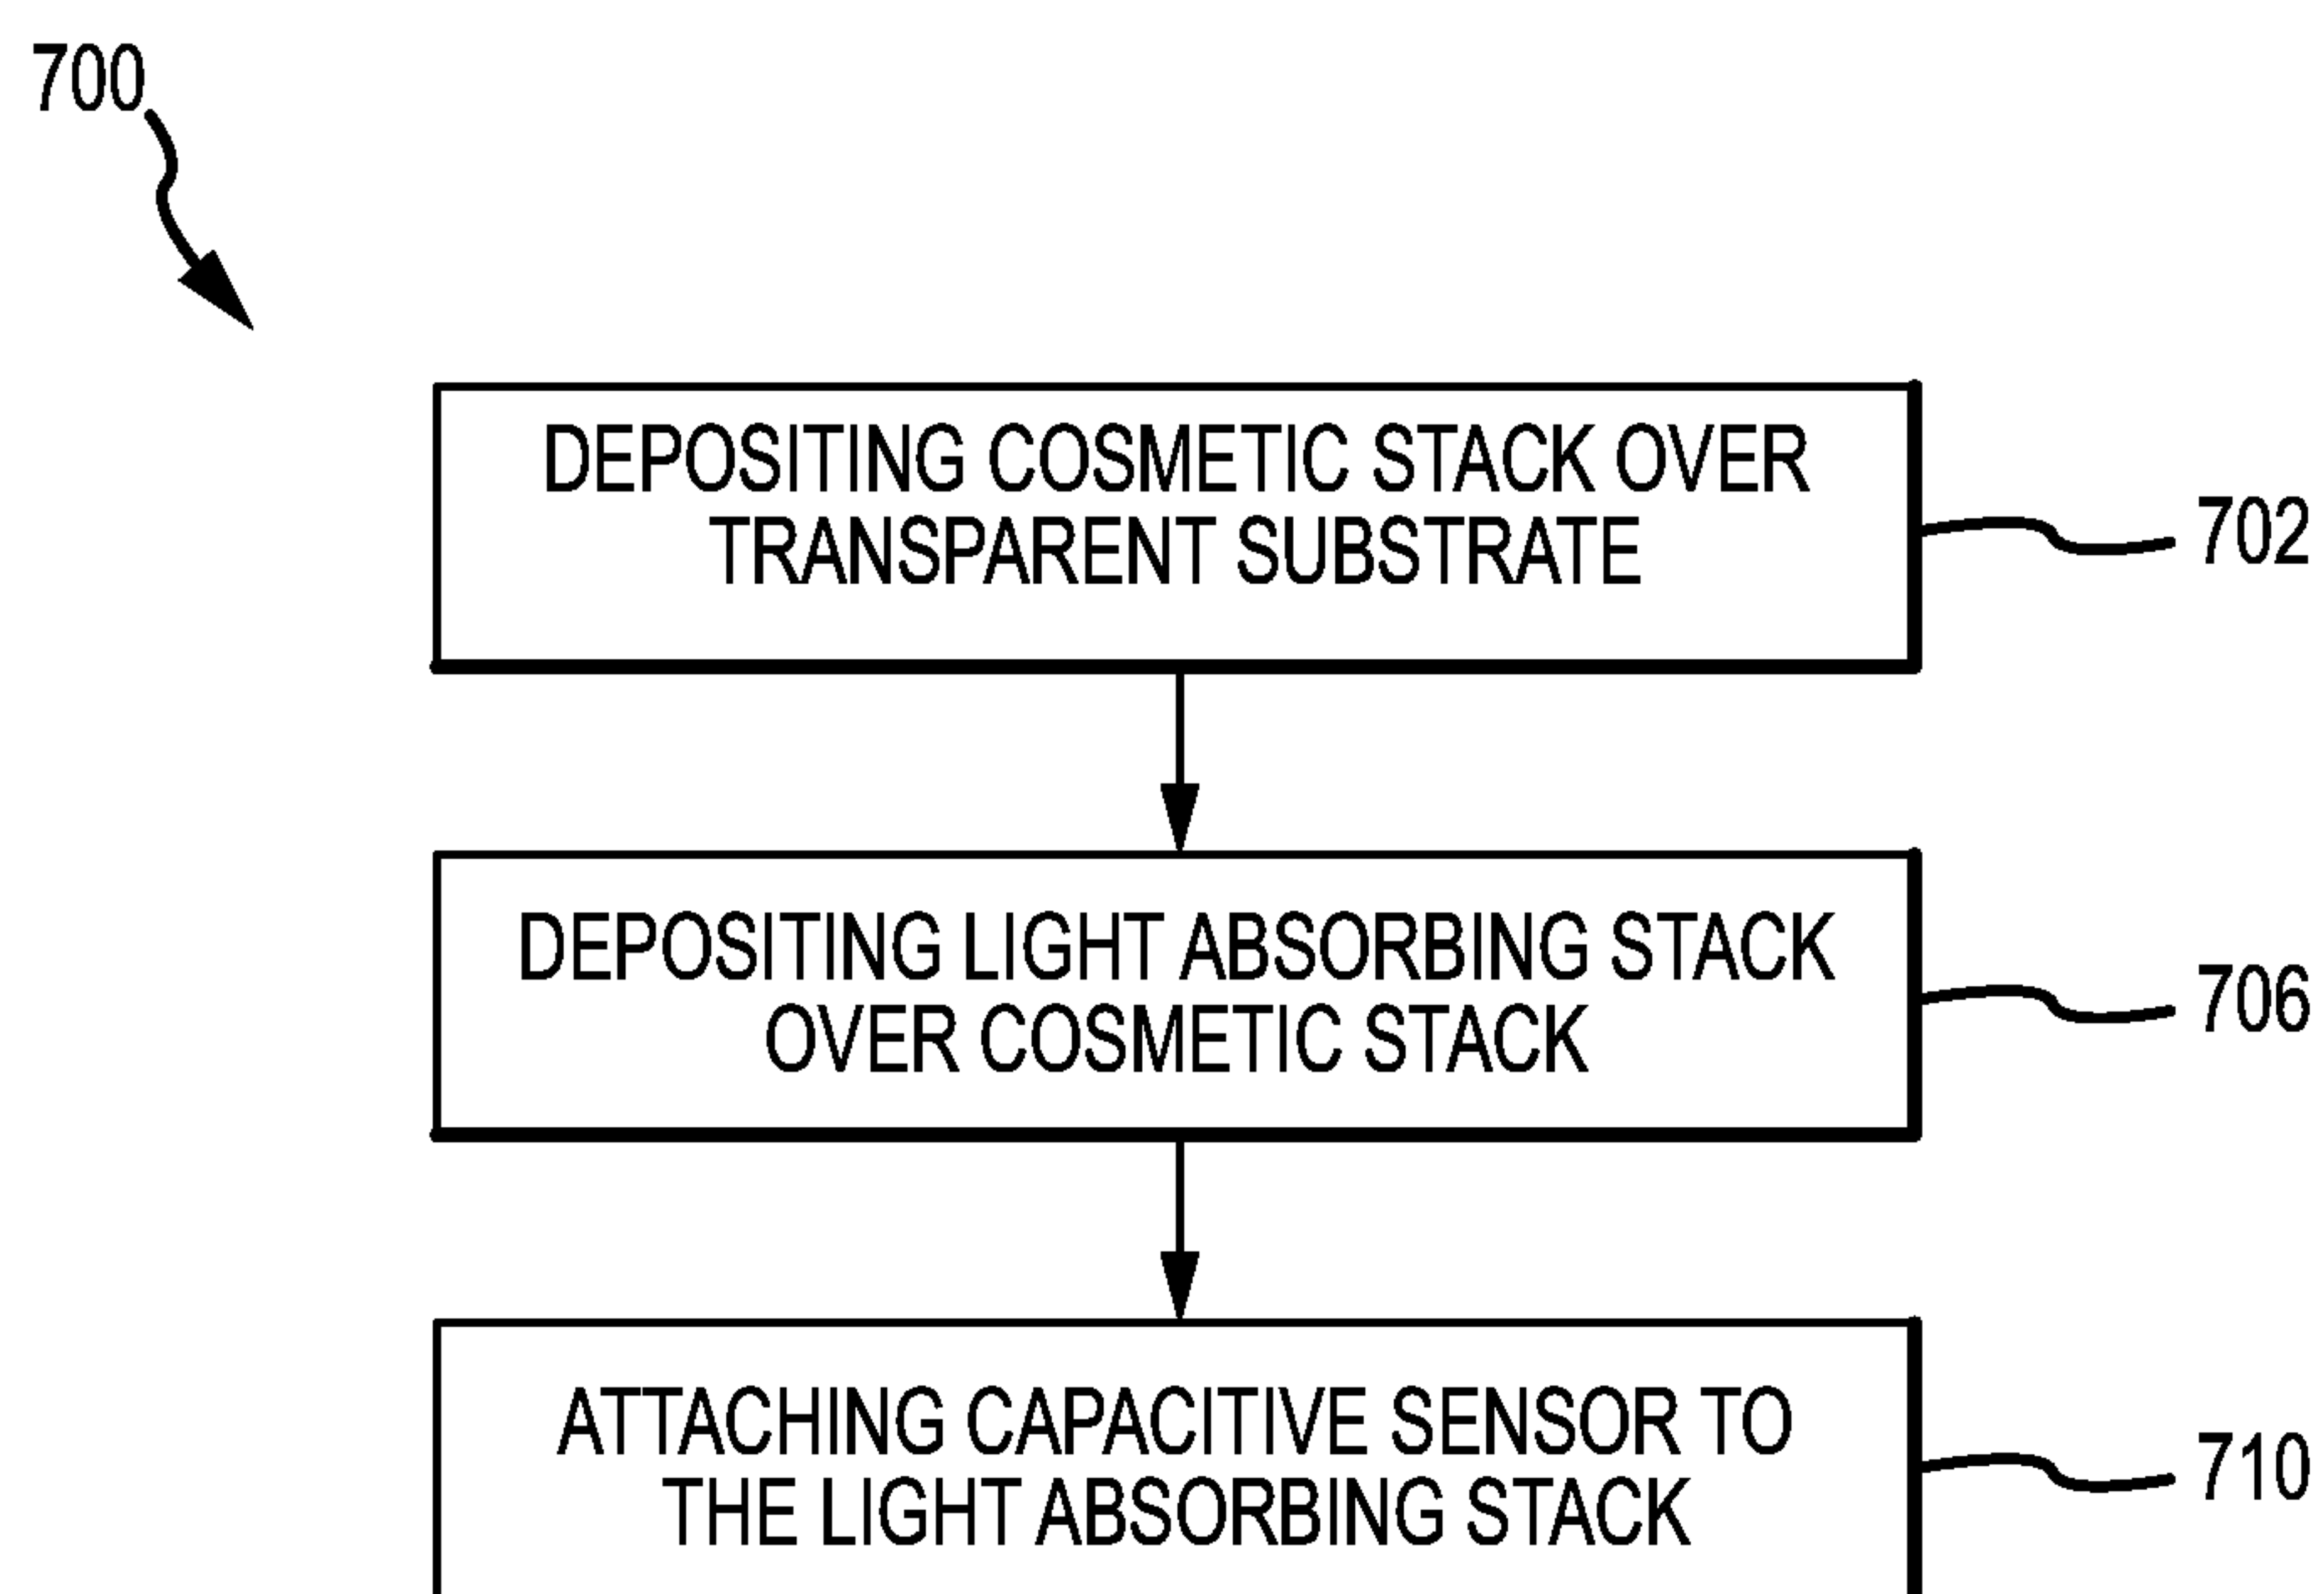 700
DEPOSITING COSMETIC STACK OVER
TRANSPARENT SUBSTRATE
702
DEPOSITING LIGHT ABSORBING STACK
OVER COSMETIC STACK
706
ATTACHING CAPACITIVE SENSOR TO
THE LIGHT ABSORBING STACK
710